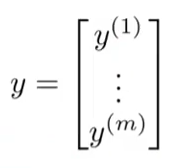 y = [ y^{(1)}
⋮
y^{(m)} ]